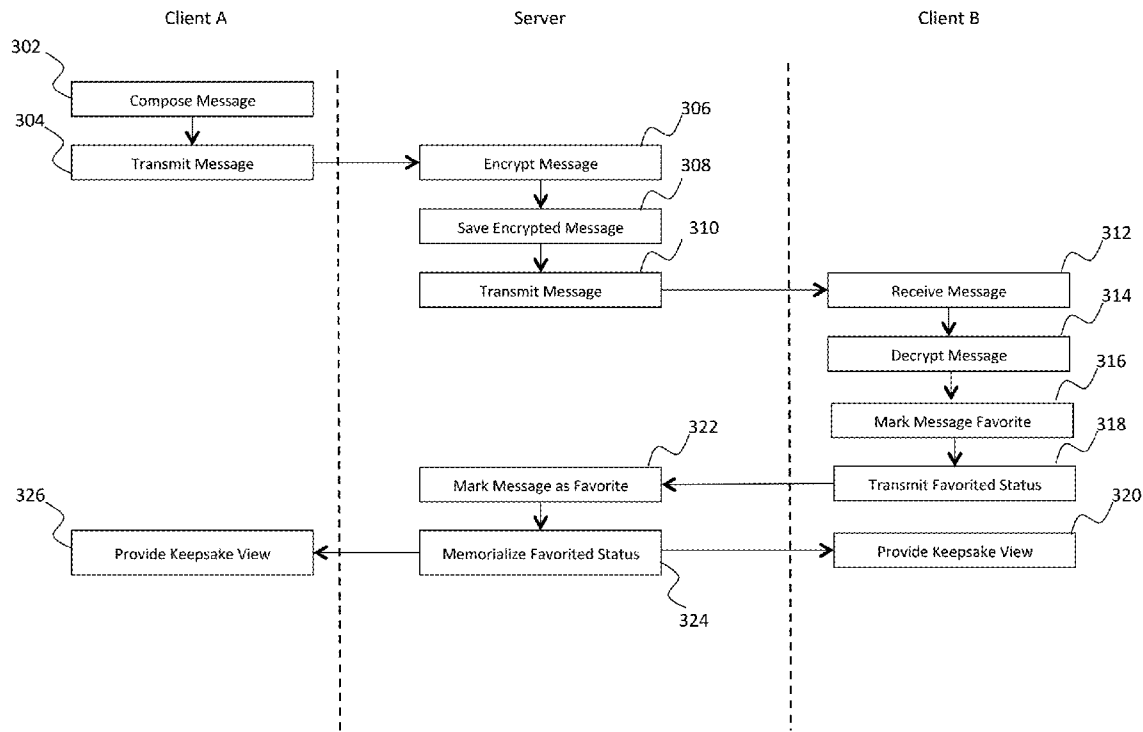 Client A Server Client B
302
Compose Message
304
Transmit Message
306
Encrypt Message
308
Save Encrypted Message
310
Transmit Message
312
Receive Message
314
Decrypt Message
316
Mark Message Favorite
318
Transmit Favorited Status
322
Mark Message as Favorite
320
Provide Keepsake View
324
Memorialize Favorited Status
326
Provide Keepsake View